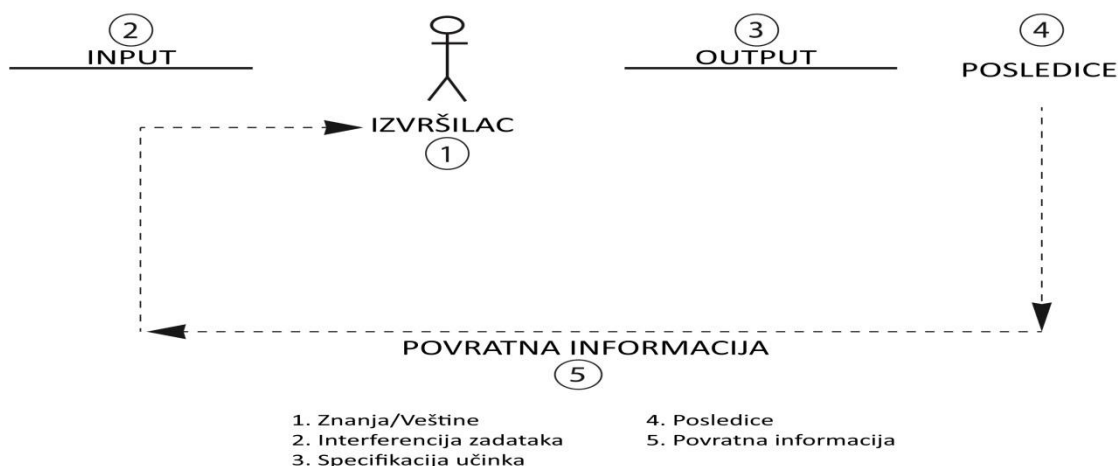 2
INPUT
3
OUTPUT
4
POSLEDICE
IZVRŠILAC
1
POVRATNA INFORMACIJA
5
1. Znanja/Veštine
2. Interferencija zadataka
3. Specifikacija učinka
4. Posledice
5. Povratna informacija